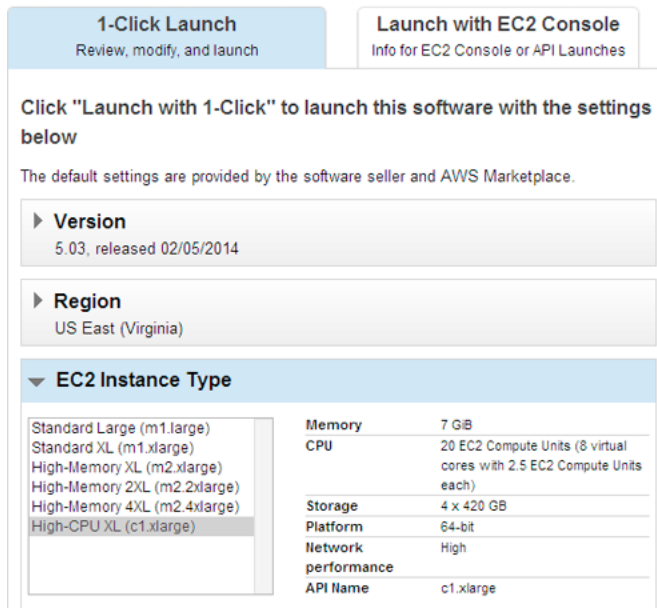 1-Click Launch
Review, modify, and launch
Launch with EC2 Console
Info for EC2 Console or API Launches
Click "Launch with 1-Click" to launch this software with the settings
below
The default settings are provided by the software seller and AWS Marketplace.
Version
5.03, released 02/05/2014
Region
US East (Virginia)
EC2 Instance Type
Standard Large (m1.large)
Standard XL (m1.xlarge)
High-Memory XL (m2.xlarge)
High-Memory 2XL (m2.2xlarge)
High-Memory 4XL (m2.4xlarge)
High-CPU XL (c1.xlarge)
Memory 7 GiB
CPU 20 EC2 Compute Units (8 virtual
cores with 2.5 EC2 Compute Units
each)
Storage 4 x 420 GB
Platform 64-bit
Network High
performance
API Name c1.xlarge